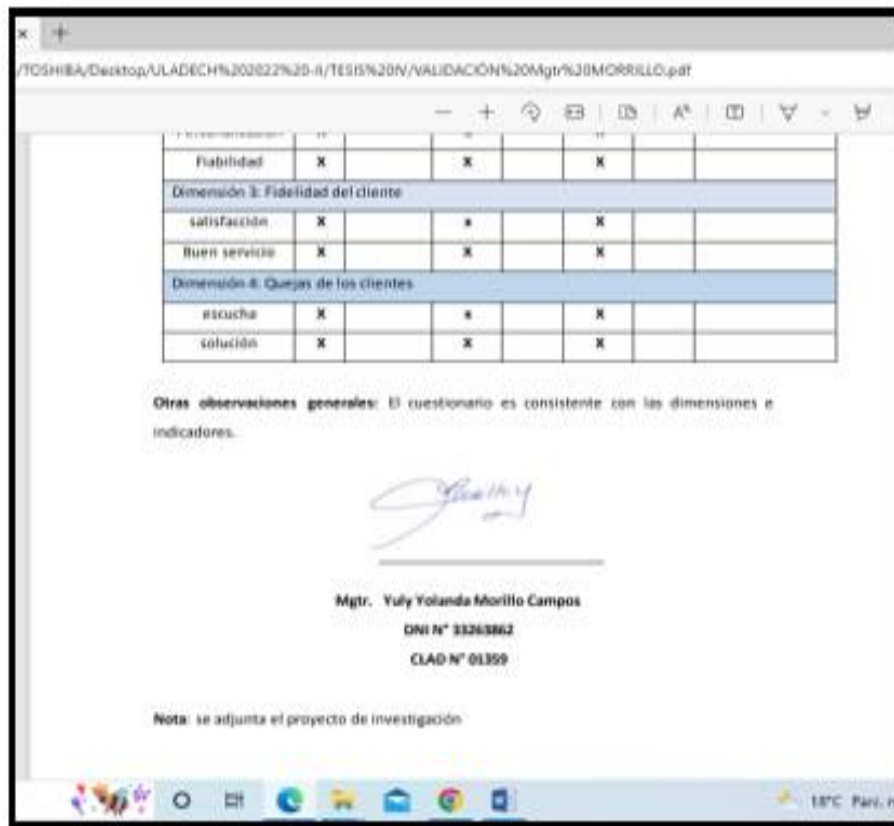 /TOSHIBA/Desktop/ULADECH%202022%20-II/TESIS%20IV/VALIDACIÓN%20Mgtr%20MORRILLO.pdf
Fiabilidad X X X
Dimensión 3: Fidelidad del cliente
satisfacción X x X
Buen servicio X X X
Dimensión 4: Quejas de los clientes
escucha X x X
solución X X X
Otras observaciones generales: El cuestionario es consistente con las dimensiones e
indicadores.
Mgtr. Yuly Yolanda Morillo Campos
DNI N° 33263862
CLAD N° 01359
Nota: se adjunta el proyecto de investigación
18°C